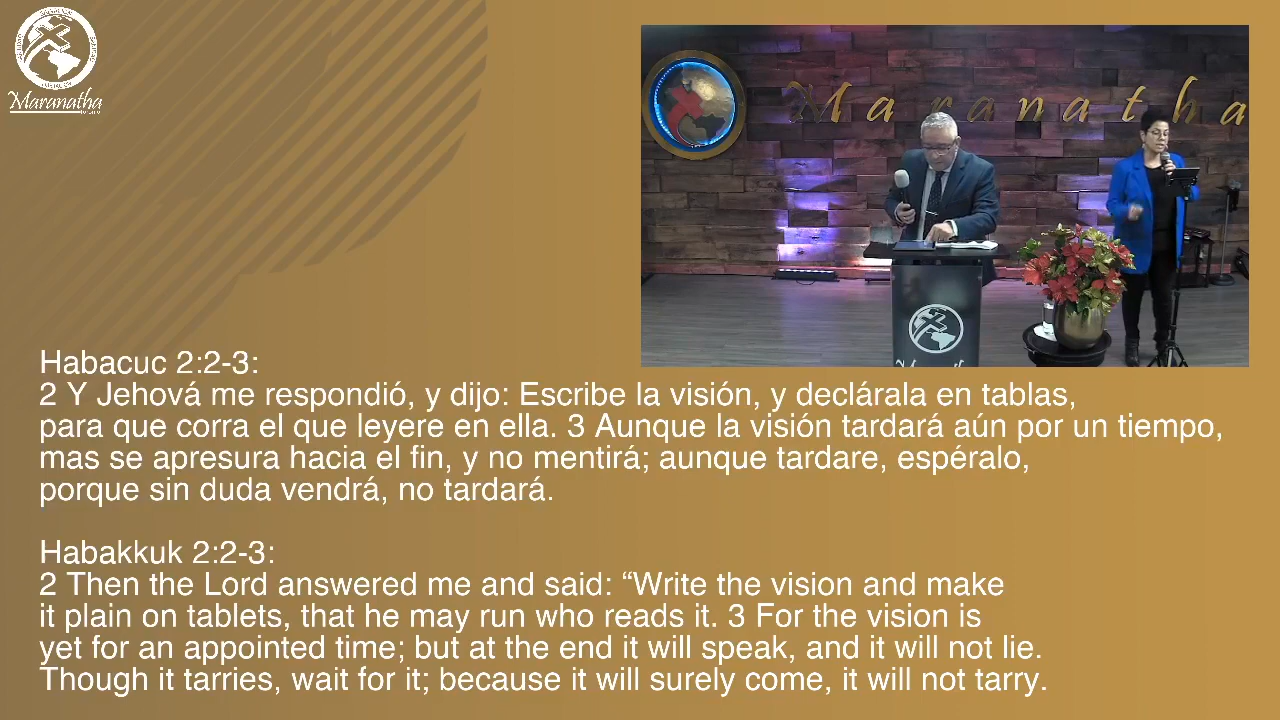 Maranatha
TORONTO
Maranatha
Habacuc 2:2-3:
2 Y Jehová me respondió, y dijo: Escribe la visión, y declárala en tablas,
para que corra el que leyere en ella. 3 Aunque la visión tardará aún por un tiempo,
mas se apresura hacia el fin, y no mentirá; aunque tardare, espéralo,
porque sin duda vendrá, no tardará.
Habakkuk 2:2-3:
2 Then the Lord answered me and said: “Write the vision and make
it plain on tablets, that he may run who reads it. 3 For the vision is
yet for an appointed time; but at the end it will speak, and it will not lie.
Though it tarries, wait for it; because it will surely come, it will not tarry.